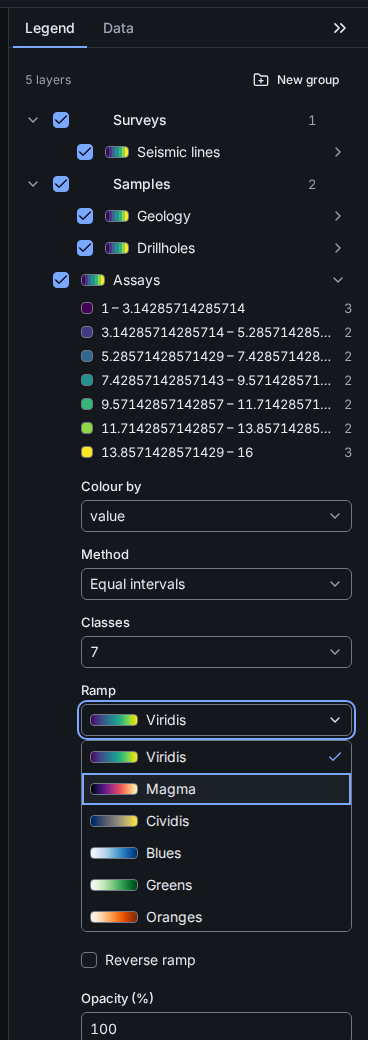 Legend Data
5 layers New group
Surveys 1
Seismic lines
Samples 2
Geology
Drillholes
Assays
1 – 3.14285714285714 3
3.14285714285714 – 5.285714285... 2
5.28571428571429 – 7.428571428... 2
7.42857142857143 – 9.571428571... 2
9.57142857142857 – 11.71428571... 2
11.7142857142857 – 13.85714285... 2
13.8571428571429 – 16 3
Colour by
value
Method
Equal intervals
Classes
7
Ramp
Viridis
Viridis
Magma
Cividis
Blues
Greens
Oranges
Reverse ramp
Opacity (%)
100